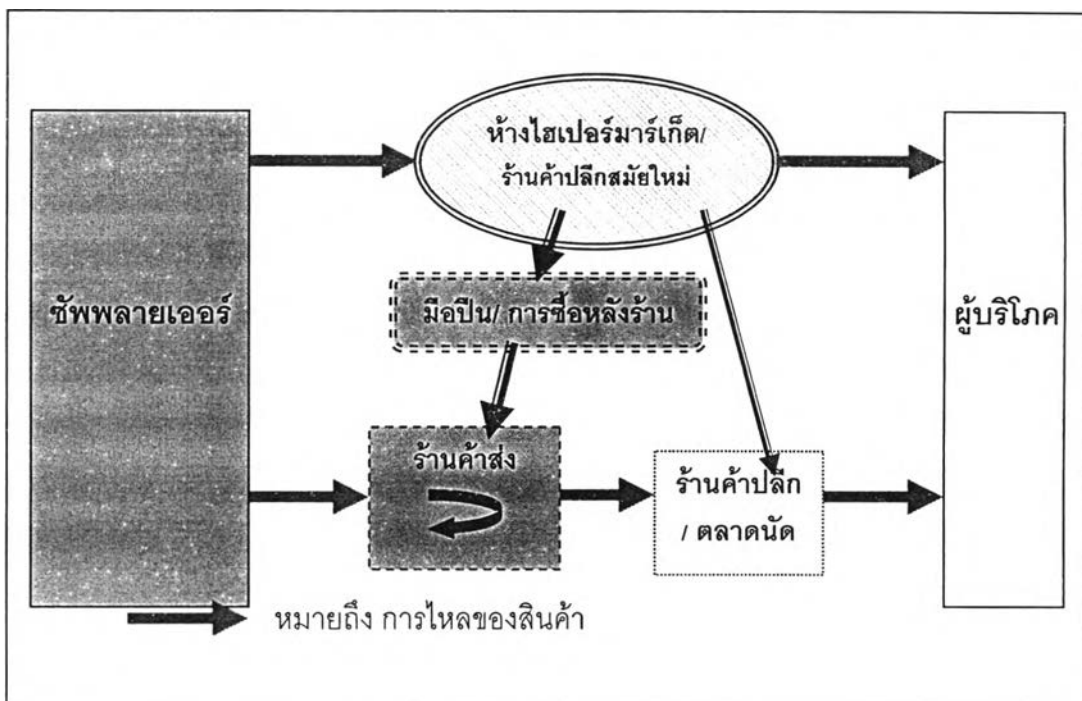 ห้างไฮเปอร์มาร์เก็ต/
ร้านค้าปลีกสมัยใหม่
ซัพพลายเออร์
มือปืน/ การซื้อหลังร้าน
ผู้บริโภค
ร้านค้าส่ง
ร้านค้าปลีก
/ ตลาดนัด
หมายถึง การไหลของสินค้า